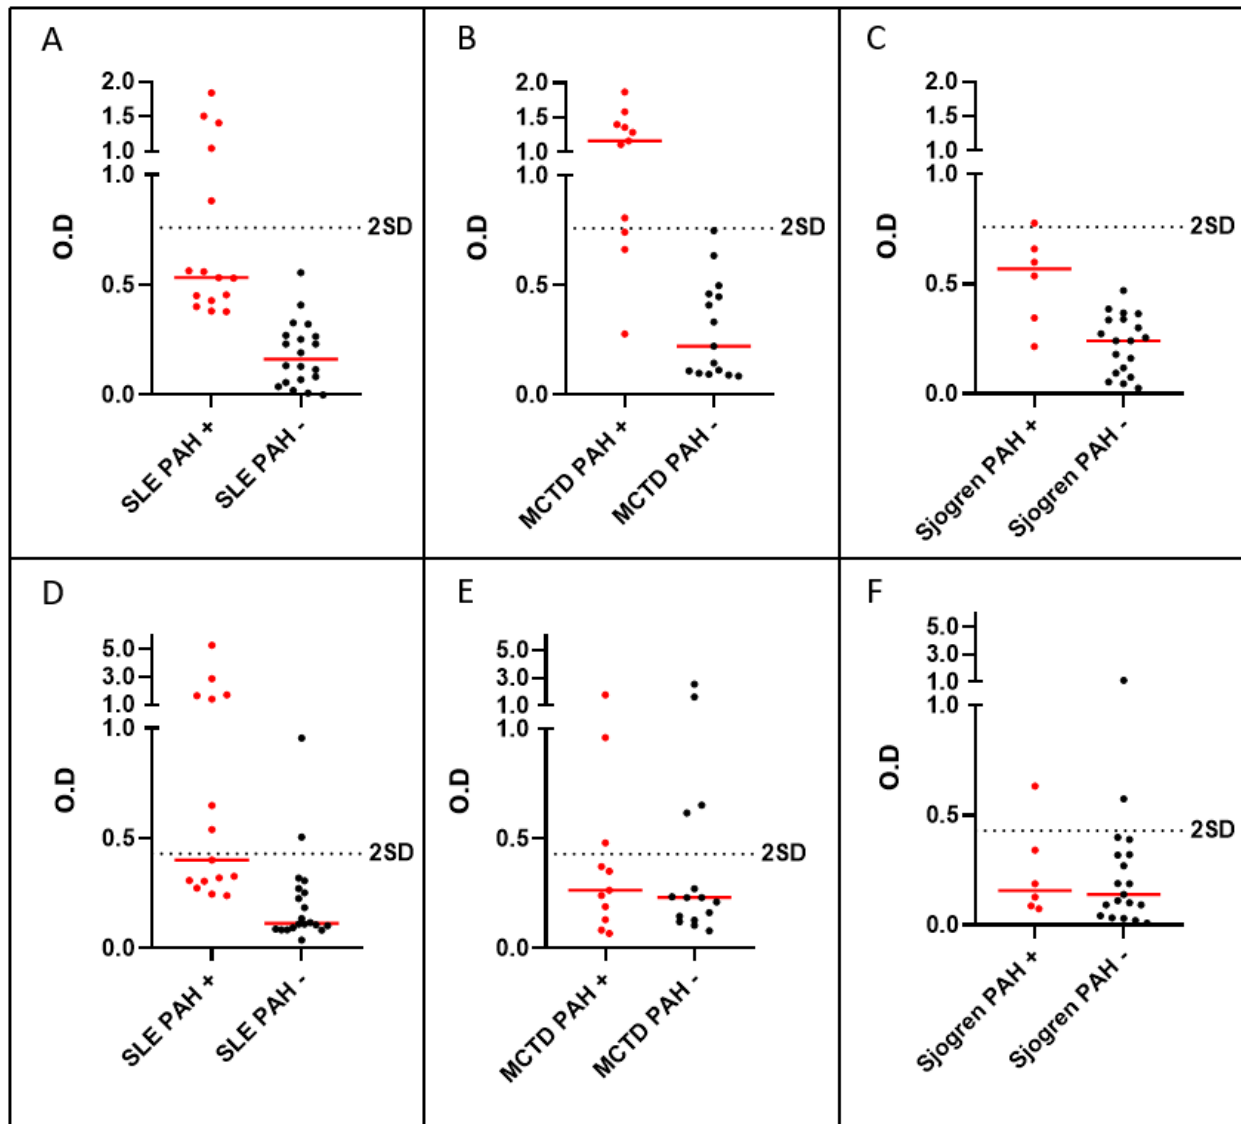 A
2.0
1.5
1.0
1.0
O.D
2SD
0.5
0.0
SLE PAH +
SLE PAH -
B
2.0
1.5
1.0
1.0
O.D
2SD
0.5
0.0
MCTD PAH +
MCTD PAH -
C
2.0
1.5
1.0
1.0
O.D
2SD
0.5
0.0
Sjogren PAH +
Sjogren PAH -
D
5.0
3.0
1.0
1.0
O.D
0.5
2SD
0.0
SLE PAH +
SLE PAH -
E
5.0
3.0
1.0
1.0
O.D
0.5
2SD
0.0
MCTD PAH +
MCTD PAH -
F
5.0
3.0
1.0
1.0
O.D
0.5
2SD
0.0
Sjogren PAH +
Sjogren PAH -